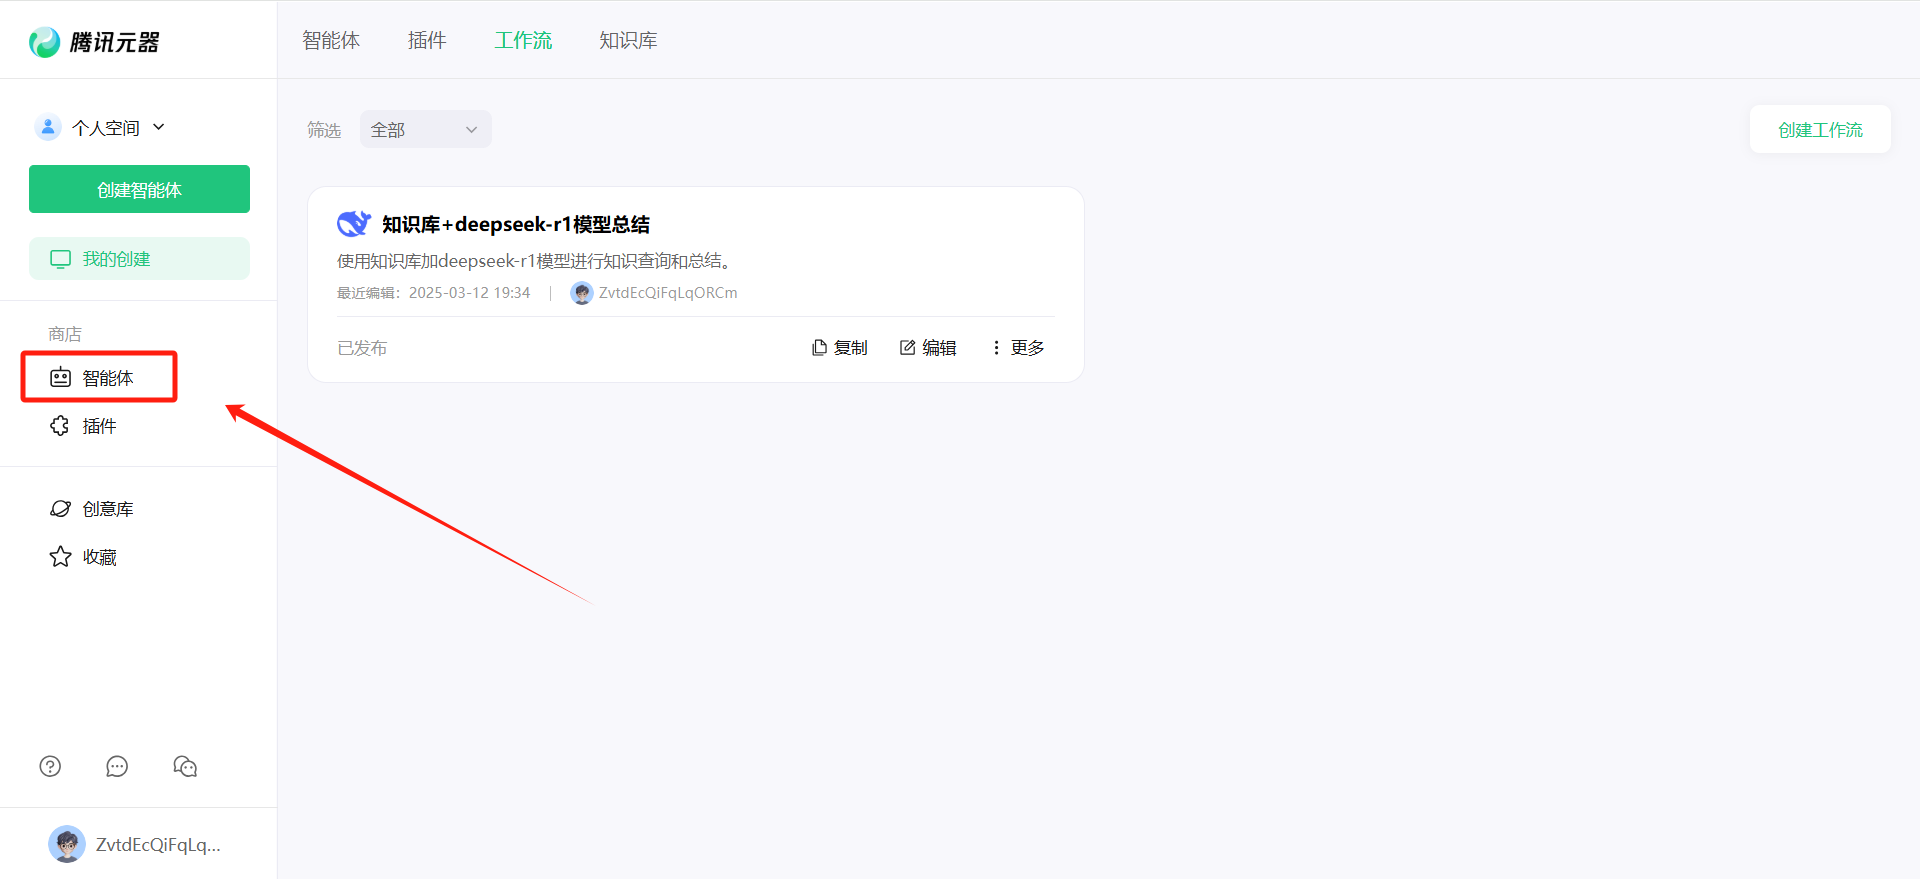 腾讯元器
智能体 插件 工作流 知识库
个人空间
创建智能体
我的创建
商店
智能体
插件
创意库
收藏
ZvtdEcQiFqLq...
筛选 全部
创建工作流
知识库+deepseek-r1模型总结
使用知识库加deepseek-r1模型进行知识查询和总结。
最近编辑：2025-03-12 19:34 | ZvtdEcQiFqLqORCm
已发布 复制 编辑 更多